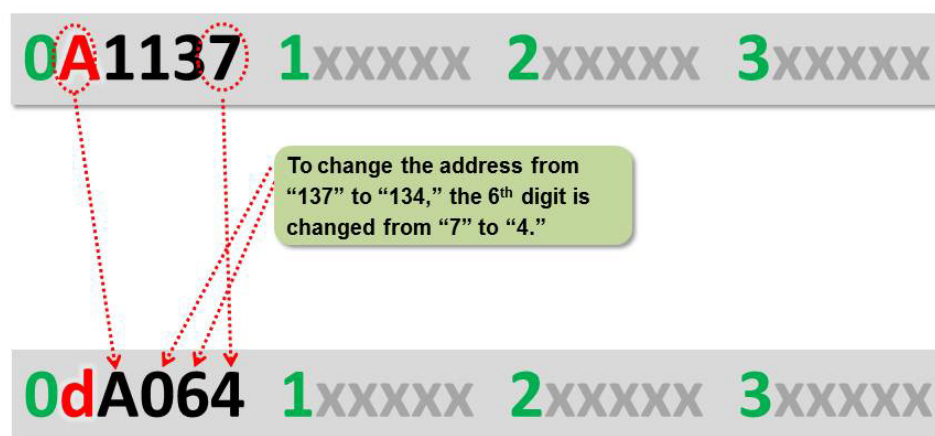 0A1137 1xxxxx 2xxxxx 3xxxxx
To change the address from
“137” to “134,” the 6th digit is
changed from “7” to “4.”
0dA064 1xxxxx 2xxxxx 3xxxxx